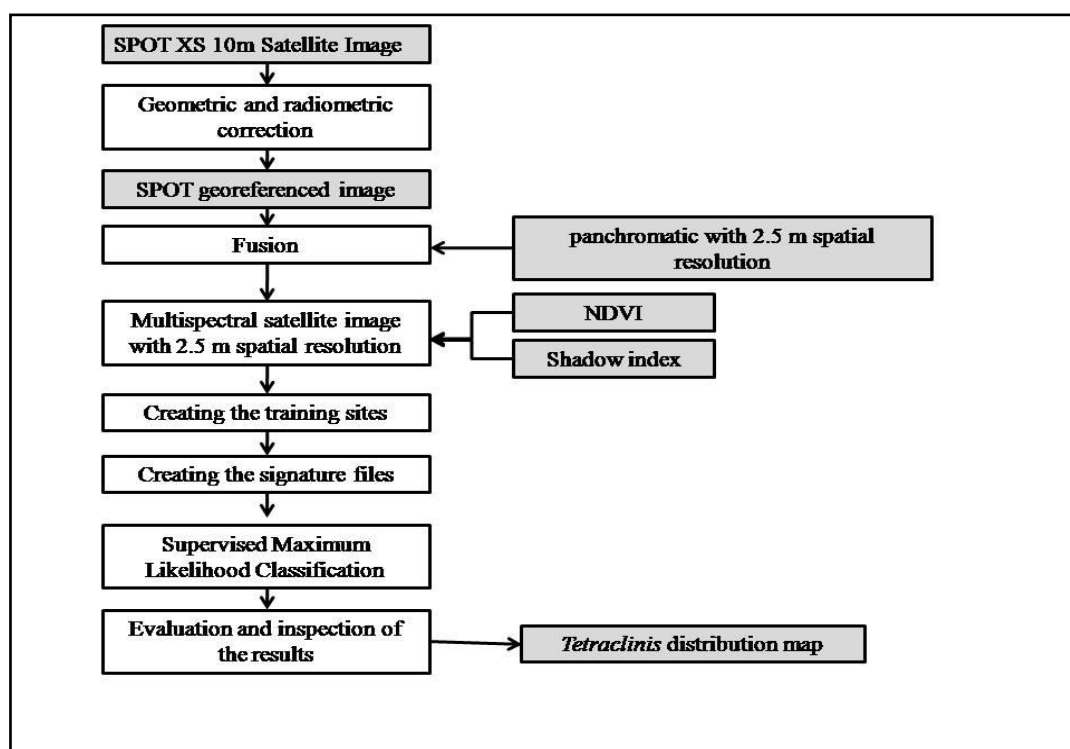 SPOT XS 10m Satellite Image
Geometric and radiometric
correction
SPOT georeferenced image
Fusion
panchromatic with 2.5 m spatial
resolution
Multispectral satellite image
with 2.5 m spatial resolution
NDVI
Shadow index
Creating the training sites
Creating the signature files
Supervised Maximum
Likelihood Classification
Evaluation and inspection of
the results
Tetraclinis distribution map